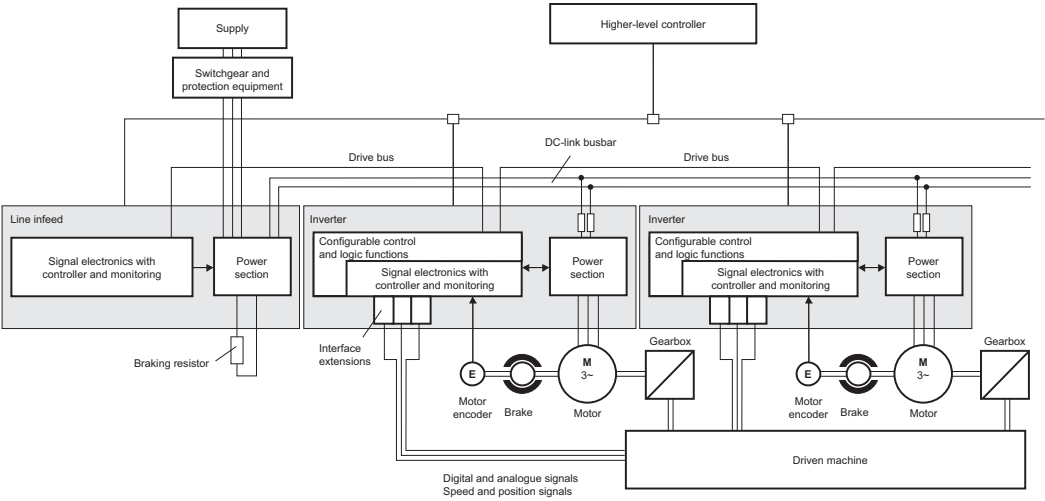 Supply
Higher-level controller
Switchgear and
protection equipment
DC-link busbar
Drive bus
Drive bus
Line infeed
Inverter
Inverter
Configurable control
and logic functions
Configurable control
and logic functions
Signal electronics with
controller and monitoring
Power
section
Signal electronics with
controller and monitoring
Power
section
Signal electronics with
controller and monitoring
Power
section
Braking resistor
Interface
extensions
Gearbox
Gearbox
E
M
3~
E
M
3~
Motor
encoder
Brake
Motor
Motor
encoder
Brake
Motor
Driven machine
Digital and analogue signals
Speed and position signals